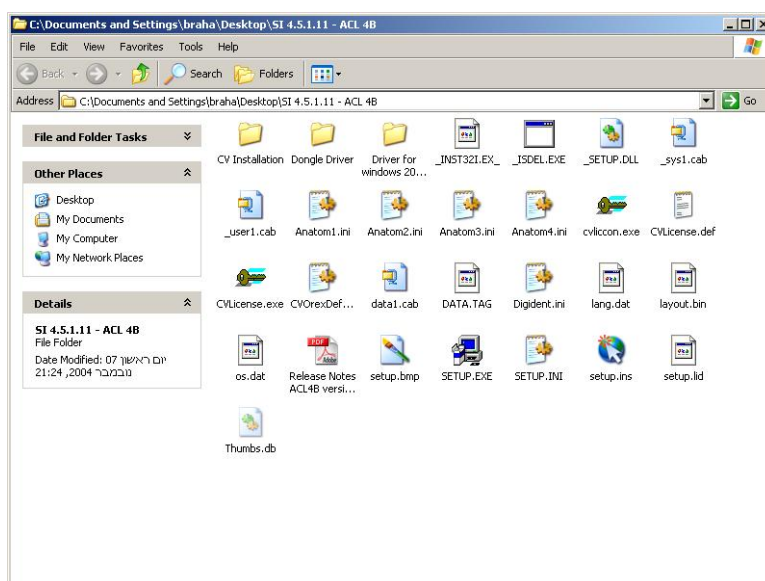 C:\Documents and Settings\braha\Desktop\SI 4.5.1.11 - ACL 4B
File Edit View Favorites Tools Help
Back Search Folders
Address C:\Documents and Settings\braha\Desktop\SI 4.5.1.11 - ACL 4B Go
File and Folder Tasks
Other Places
Desktop
My Documents
My Computer
My Network Places
Details
SI 4.5.1.11 - ACL 4B
File Folder
Date Modified: יום ראשון 07
נובמבר 2004, 21:24
CV Installation Dongle Driver Driver for windows 20... _INST32I.EX_ _ISDEL.EXE _SETUP.DLL _sys1.cab
_user1.cab Anatom1.ini Anatom2.ini Anatom3.ini Anatom4.ini cvliccon.exe CVLicense.def
CVLicense.exe CVOrexDef... data1.cab DATA.TAG Digident.ini lang.dat layout.bin
os.dat Release Notes ACL4B versi... setup.bmp SETUP.EXE SETUP.INI setup.ins setup.lid
Thumbs.db